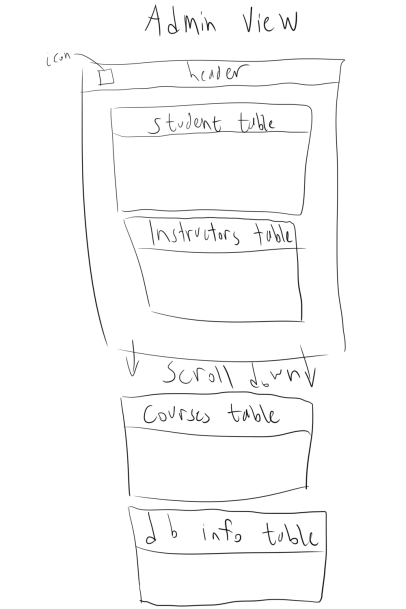 Admin View
icon
header
student table
Instructors table
Scroll down
Courses table
db info table